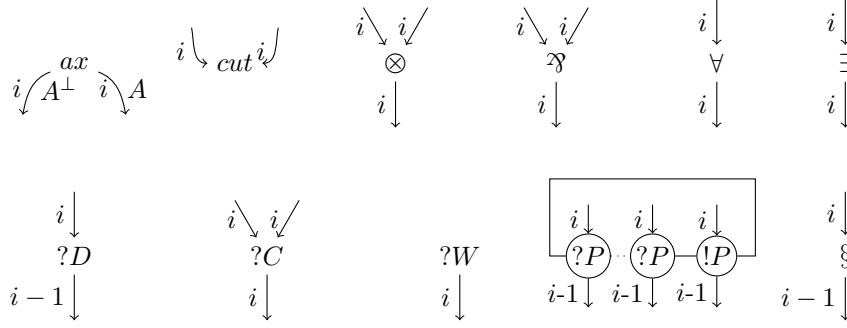 i i i i i i
i ax i cut i ⊗ ⅋ ∀ ∃
i A⊥ i A i i i i
i i i i i i i
?D ?C ?W ?P ?P !P §
i − 1 i i i-1 i-1 i-1 i − 1